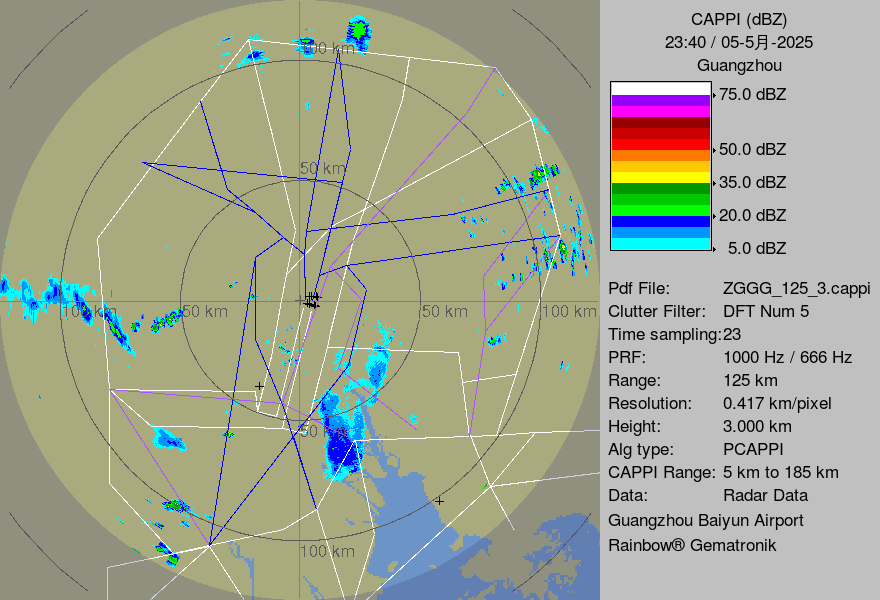 CAPPI (dBZ)
23:40 / 05-5月-2025
Guangzhou
75.0 dBZ
50.0 dBZ
35.0 dBZ
20.0 dBZ
5.0 dBZ
Pdf File: ZGGG_125_3.cappi
Clutter Filter: DFT Num 5
Time sampling:23
PRF: 1000 Hz / 666 Hz
Range: 125 km
Resolution: 0.417 km/pixel
Height: 3.000 km
Alg type: PCAPPI
CAPPI Range: 5 km to 185 km
Data: Radar Data
Guangzhou Baiyun Airport
Rainbow® Gematronik
100 km
50 km
100 km
50 km
50 km
100 km
50 km
100 km